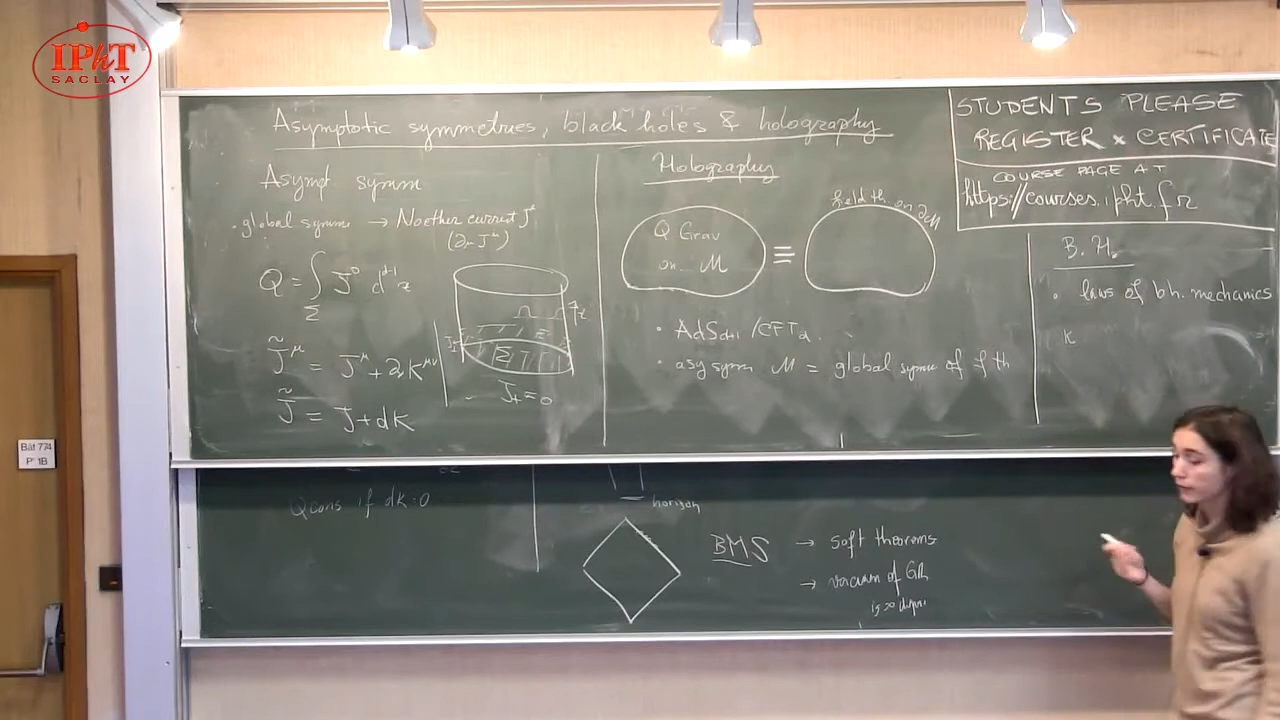 IPhT
SACLAY
Asymptotic symmetries, black holes & holography
STUDENTS PLEASE
REGISTER x CERTIFICATE
COURSE PAGE AT
https://courses.ipht.fr
Asympt. symm
• global symm → Noether current J^μ
(∂_μ J^μ)
Q = ∫_Σ J^0 d^{d-1}x
J̃^μ = J^μ + ∂_ν K^{μν}
J̃ = J + dK
Σ
Holography
Q Grav
on M
≡
field th. on ∂M
• AdS_{d+1}/CFT_d
• asy symm M = global symm of f th
B. H.
• laws of b.h. mechanics
K
Q cons if dK=0
horizon
BMS → soft theorems
→ vacuum of GR
is ∞
Bât 774
P 1B